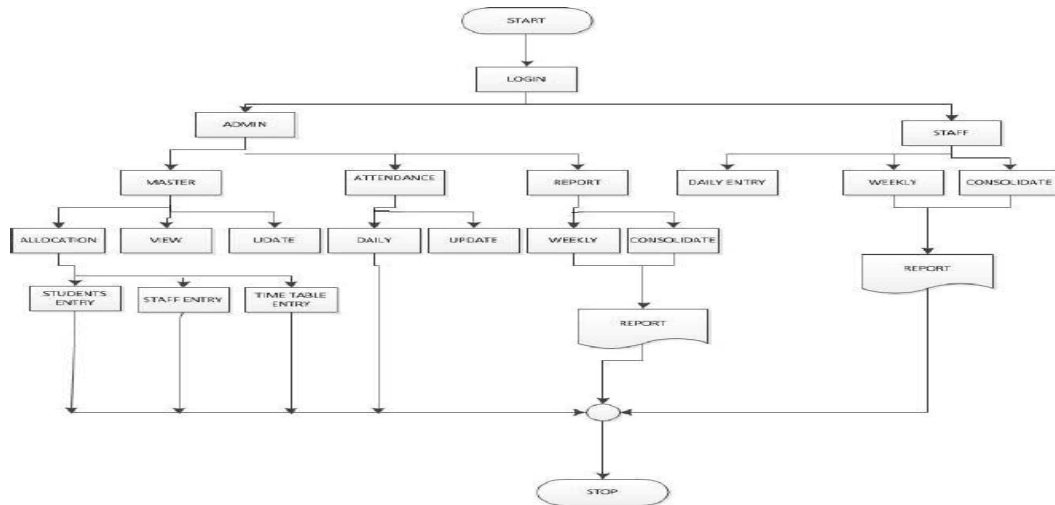 START
LOGIN
ADMIN
STAFF
MASTER
ATTENDANCE
REPORT
DAILY ENTRY
WEEKLY
CONSOLIDATE
ALLOCATION
VIEW
UDATE
DAILY
UPDATE
WEEKLY
CONSOLIDATE
REPORT
STUDENTS
ENTRY
STAFF ENTRY
TIME TABLE
ENTRY
REPORT
STOP